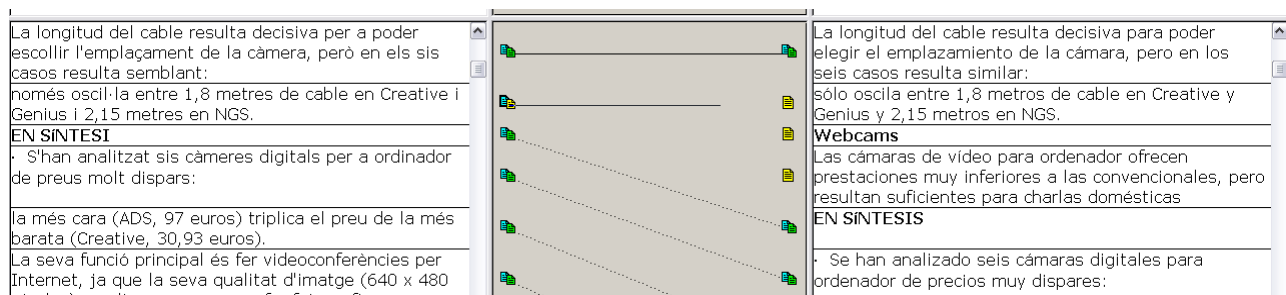 La longitud del cable resulta decisiva per a poder
escollir l'emplaçament de la càmera, però en els sis
casos resulta semblant:
només oscil·la entre 1,8 metres de cable en Creative i
Genius i 2,15 metres en NGS.
EN SíNTESI
· S'han analitzat sis càmeres digitals per a ordinador
de preus molt dispars:
la més cara (ADS, 97 euros) triplica el preu de la més
barata (Creative, 30,93 euros).
La seva funció principal és fer videoconferències per
Internet, ja que la seva qualitat d'imatge (640 x 480
La longitud del cable resulta decisiva para poder
elegir el emplazamiento de la cámara, pero en los
seis casos resulta similar:
sólo oscila entre 1,8 metros de cable en Creative y
Genius y 2,15 metros en NGS.
Webcams
Las cámaras de vídeo para ordenador ofrecen
prestaciones muy inferiores a las convencionales, pero
resultan suficientes para charlas domésticas
EN SíNTESIS
· Se han analizado seis cámaras digitales para
ordenador de precios muy dispares: